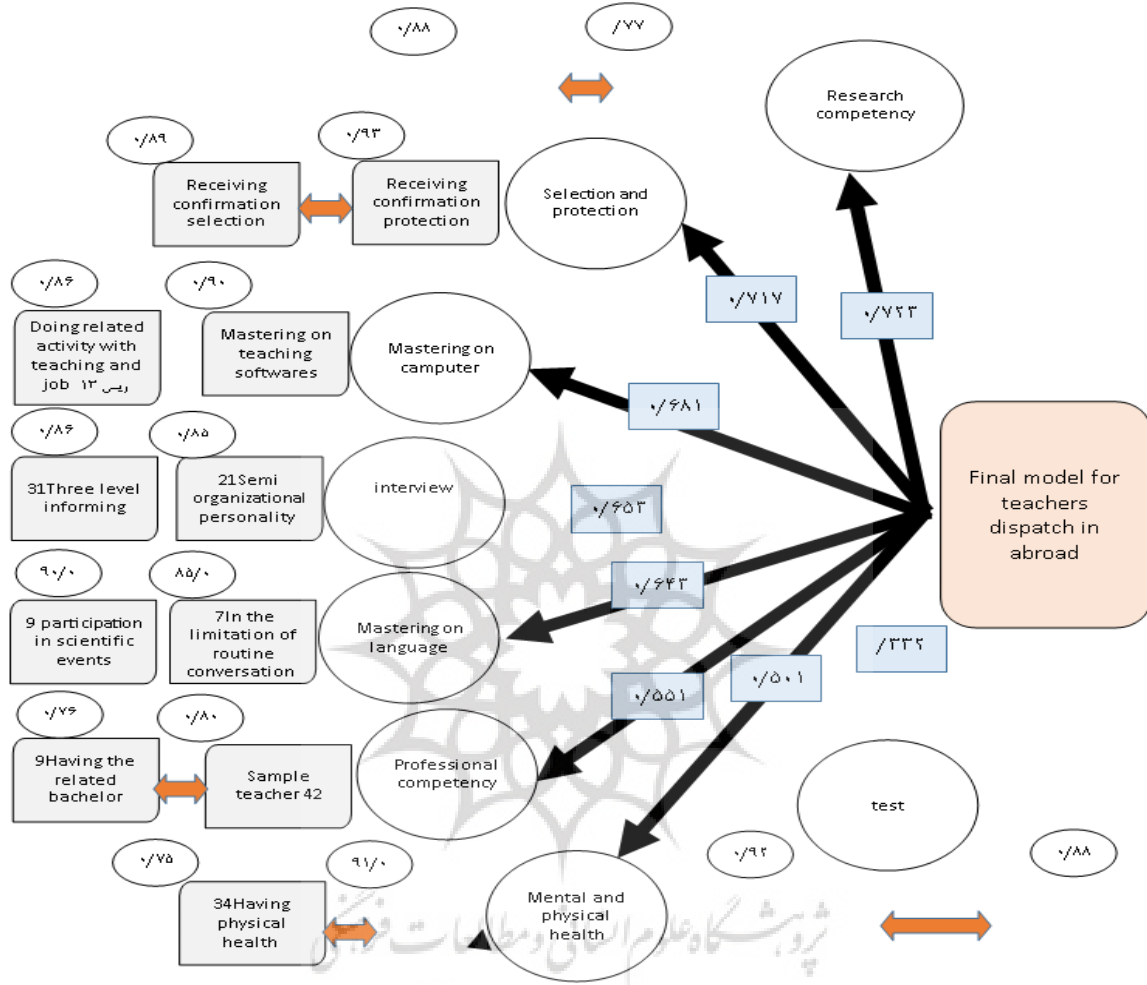 ۰/۸۸
/۷۷
Research
competency
۰/۸۹
۰/۹۳
Receiving
confirmation
selection
Receiving
confirmation
protection
Selection and
protection
۰/۷۱۷
۰/۷۲۳
۰/۸۶
۰/۹۰
Doing related
activity with
teaching and
job ریس ۱۳
Mastering on
teaching
softwares
Mastering on
camputer
۰/۶۸۱
۰/۸۶
۰/۸۵
31Three level
informing
21Semi
organizational
personality
interview
۰/۶۵۳
Final model for
teachers
dispatch in
abroad
۹۰/۰
۸۵/۰
9 participation
in scientific
events
7In the
limitation of
routine
conversation
Mastering on
language
۰/۶۴۳
/۳۳۲
۰/۵۰۱
۰/۵۵۱
۰/۷۶
۰/۸۰
9Having the
related
bachelor
Sample
teacher 42
Professional
competency
test
۰/۷۵
۹۱/۰
۰/۹۲
۰/۸۸
34Having
physical
health
Mental and
physical
health
پژوهشگاه علوم انسانی و مطالعات فرهنگی